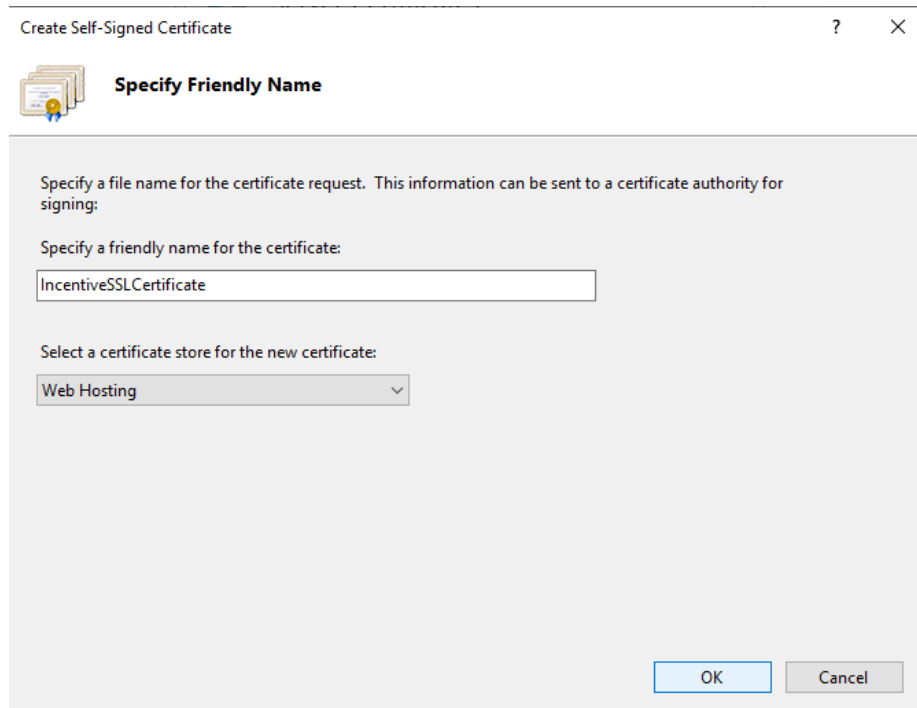 Create Self-Signed Certificate
?
Specify Friendly Name
Specify a file name for the certificate request.  This information can be sent to a certificate authority for
signing:
Specify a friendly name for the certificate:
IncentiveSSLCertificate
Select a certificate store for the new certificate:
Web Hosting
OK Cancel